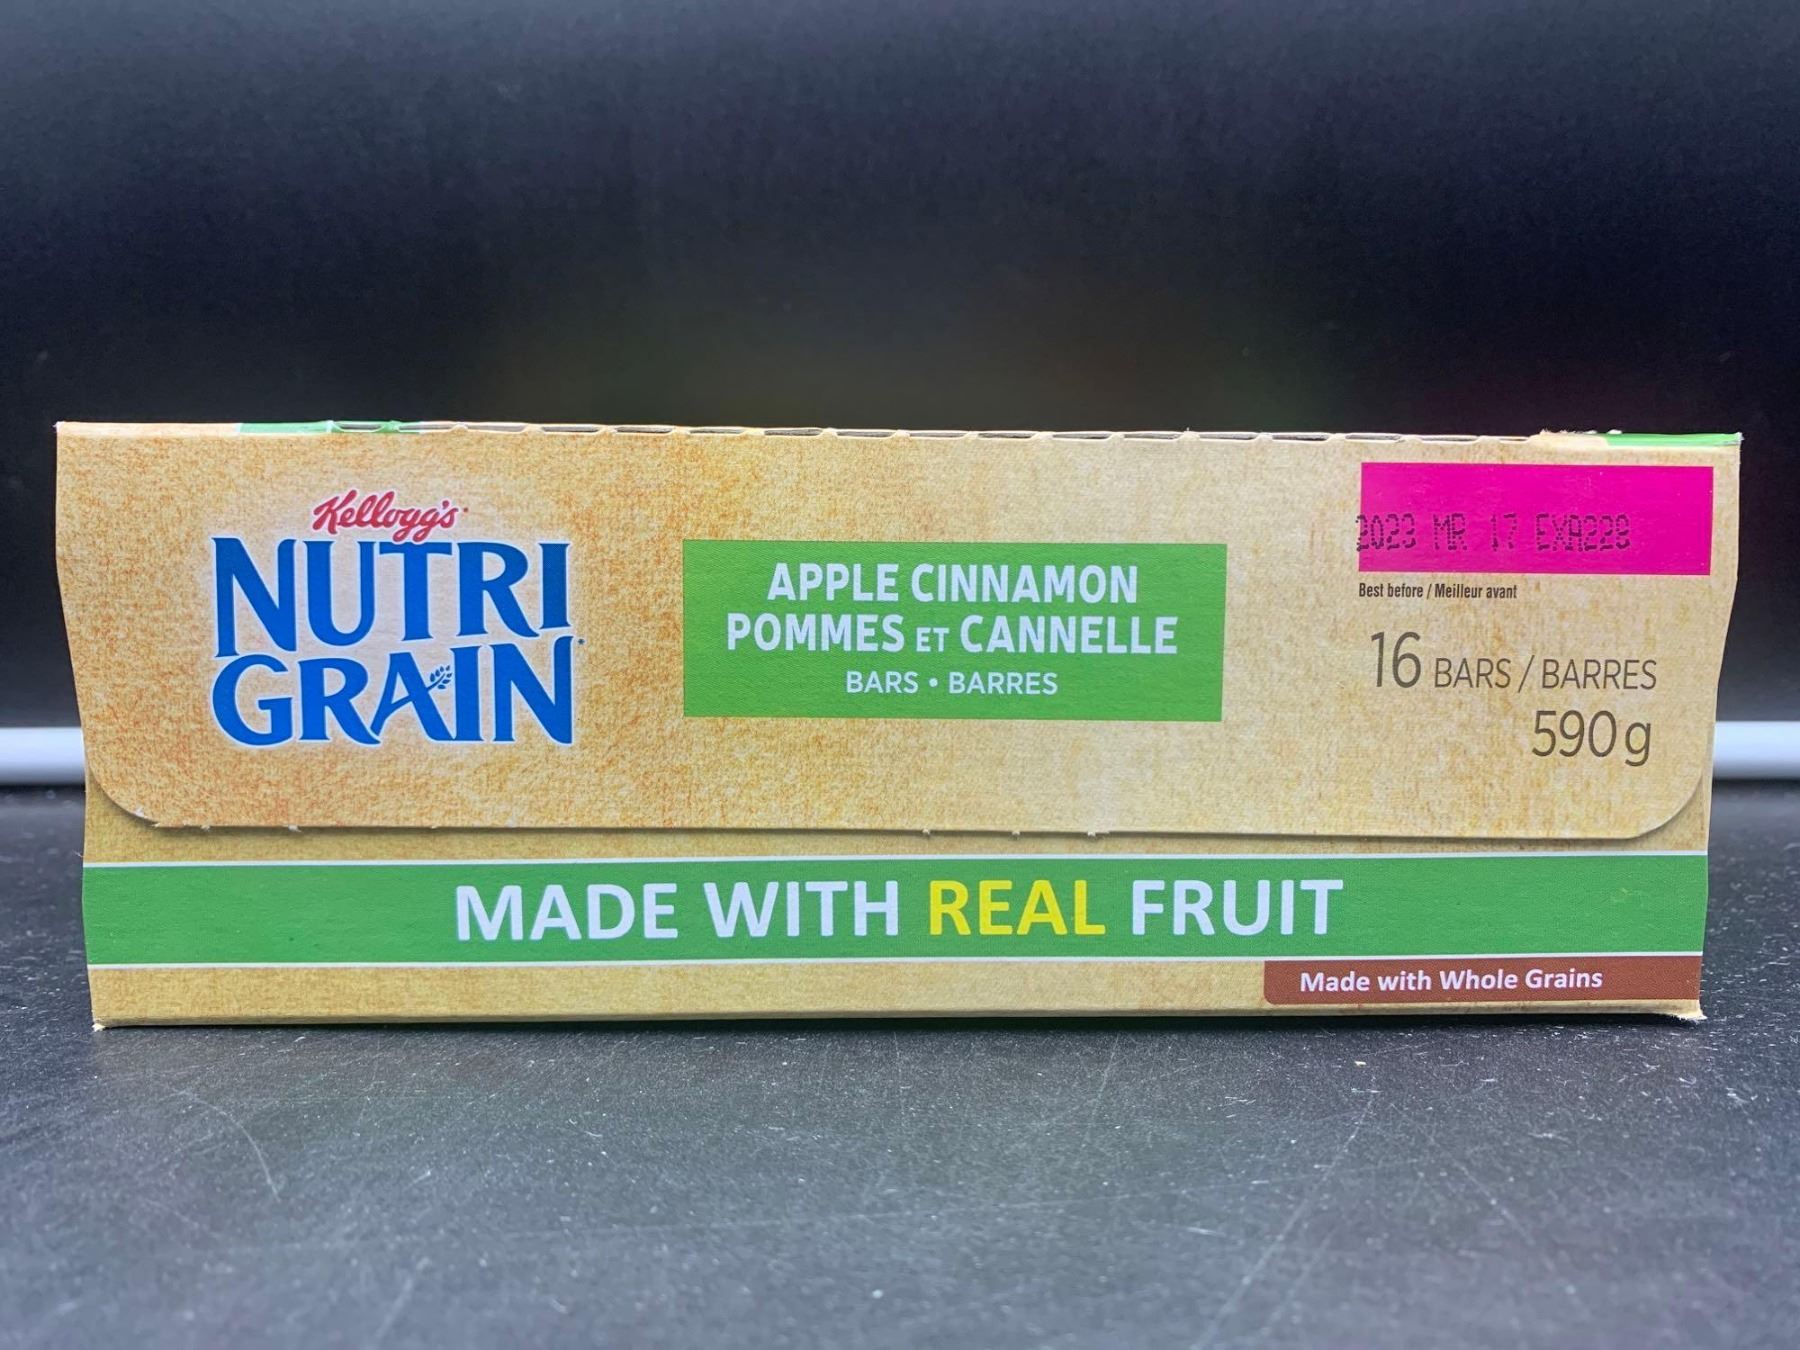 Kellogg's
NUTRI
GRAIN
APPLE CINNAMON
POMMES ET CANNELLE
BARS • BARRES
2023 MR 17 EXA228
Best before / Meilleur avant
16 BARS / BARRES
590 g
MADE WITH REAL FRUIT
Made with Whole Grains